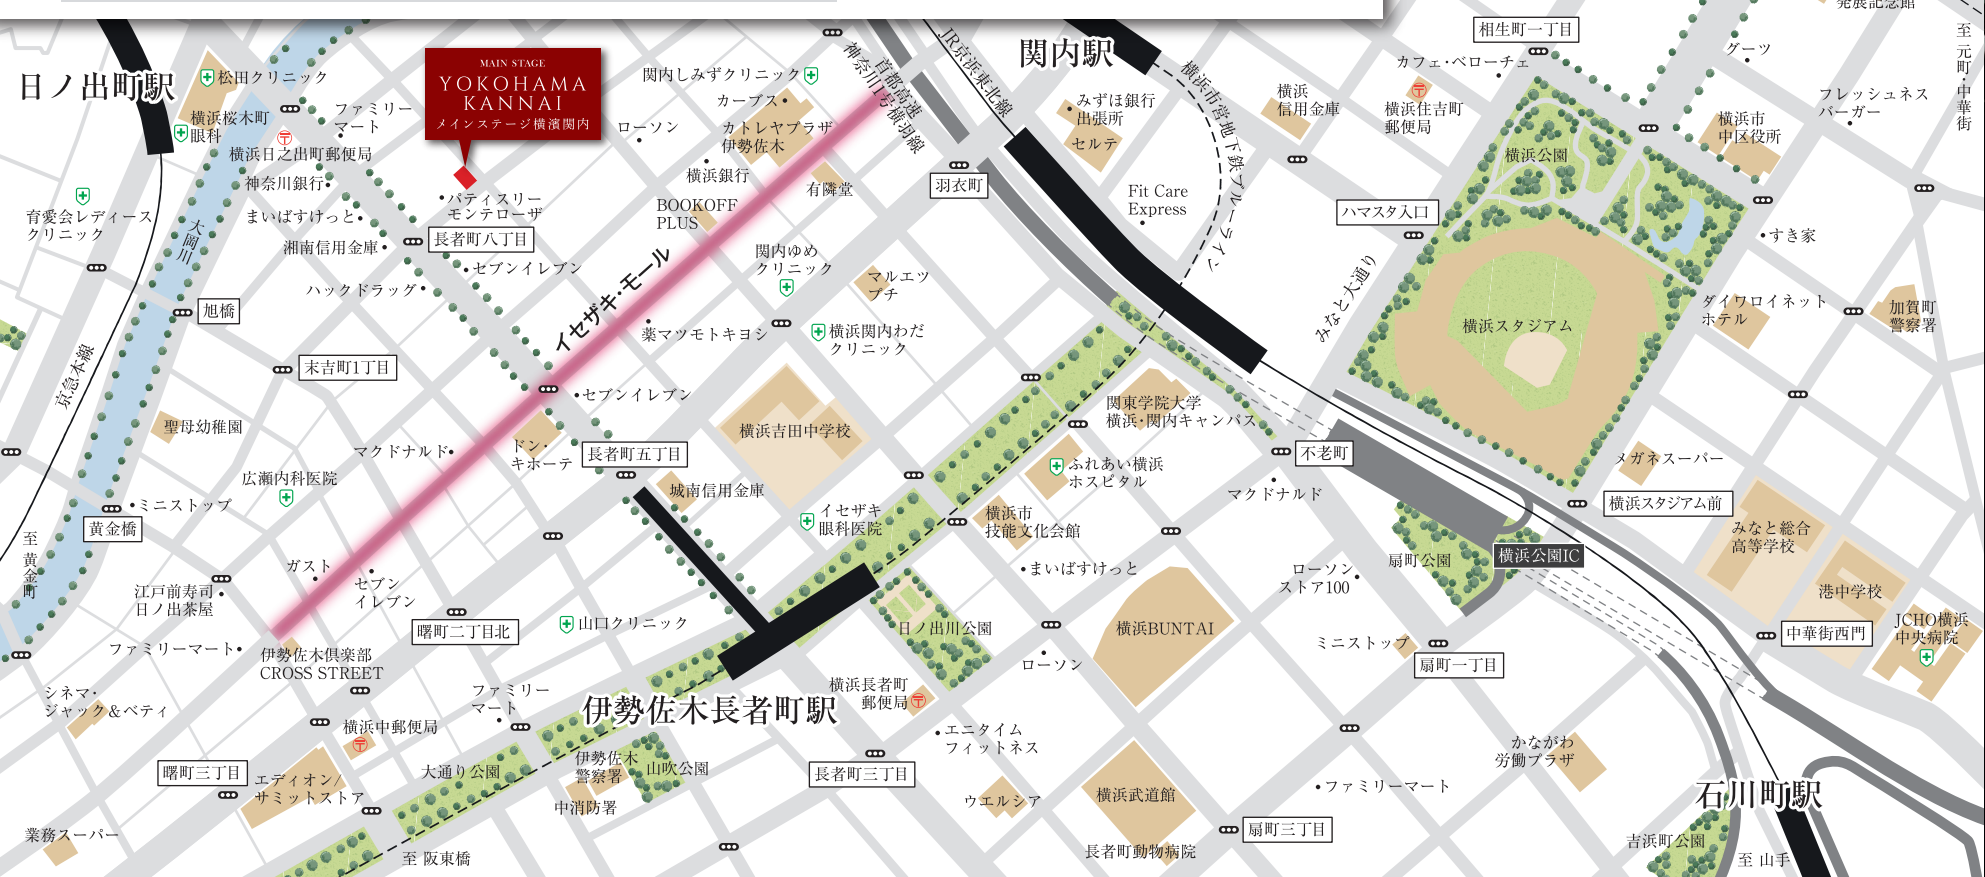 発展記念館
相生町一丁目
至 元町・中華街
日ノ出町駅
松田クリニック
MAIN STAGE
YOKOHAMA
KANNAI
メインステージ横濱関内
関内しみずクリニック
カーブス
神奈川1号横羽線
首都高速
JR京浜東北線
関内駅
横浜市営地下鉄ブルーライン
カフェ・ベローチェ
グーツ
横浜桜木町
眼科
ファミリー
マート
横浜日之出町郵便局
神奈川銀行
ローソン
カトレヤプラザ
伊勢佐木
横浜銀行
有隣堂
みずほ銀行
出張所
セルテ
横浜
信用金庫
横浜住吉町
郵便局
横浜公園
横浜市
中区役所
フレッシュネス
バーガー
育愛会レディース
クリニック
大岡川
まいばすけっと
湘南信用金庫
パティスリー
モンテローザ
長者町八丁目
BOOKOFF
PLUS
羽衣町
Fit Care
Express
ハマスタ入口
すき家
旭橋
ハックドラッグ
セブンイレブン
イセザキ・モール
関内ゆめ
クリニック
マルエツ
プチ
みなと大通り
横浜スタジアム
ダイワロイネット
ホテル
加賀町
警察署
京急本線
末吉町1丁目
薬マツモトキヨシ
横浜関内わだ
クリニック
セブンイレブン
聖母幼稚園
マクドナルド
ドン・
キホーテ
長者町五丁目
横浜吉田中学校
関東学院大学
横浜・関内キャンパス
不老町
メガネスーパー
広瀬内科医院
城南信用金庫
ふれあい横浜
ホスピタル
マクドナルド
横浜スタジアム前
ミニストップ
黄金橋
至 黄金町
イセザキ
眼科医院
横浜市
技能文化会館
みなと総合
高等学校
横浜公園IC
扇町公園
ガスト
セブン
イレブン
まいばすけっと
ローソン
ストア100
江戸前寿司
日ノ出茶屋
港中学校
曙町二丁目北
山口クリニック
日ノ出川公園
横浜BUNTAI
中華街西門
JCHO横浜
中央病院
ファミリーマート
伊勢佐木倶楽部
CROSS STREET
ローソン
ミニストップ
扇町一丁目
シネマ・
ジャック＆ベティ
ファミリー
マート
伊勢佐木長者町駅
横浜長者町
郵便局
横浜中郵便局
エニタイム
フィットネス
かながわ
労働プラザ
曙町三丁目
エディオン/
サミットストア
大通り公園
伊勢佐木
警察署
山吹公園
中消防署
長者町三丁目
ウエルシア
横浜武道館
ファミリーマート
石川町駅
業務スーパー
至 阪東橋
長者町動物病院
扇町三丁目
吉浜町公園
至 山手